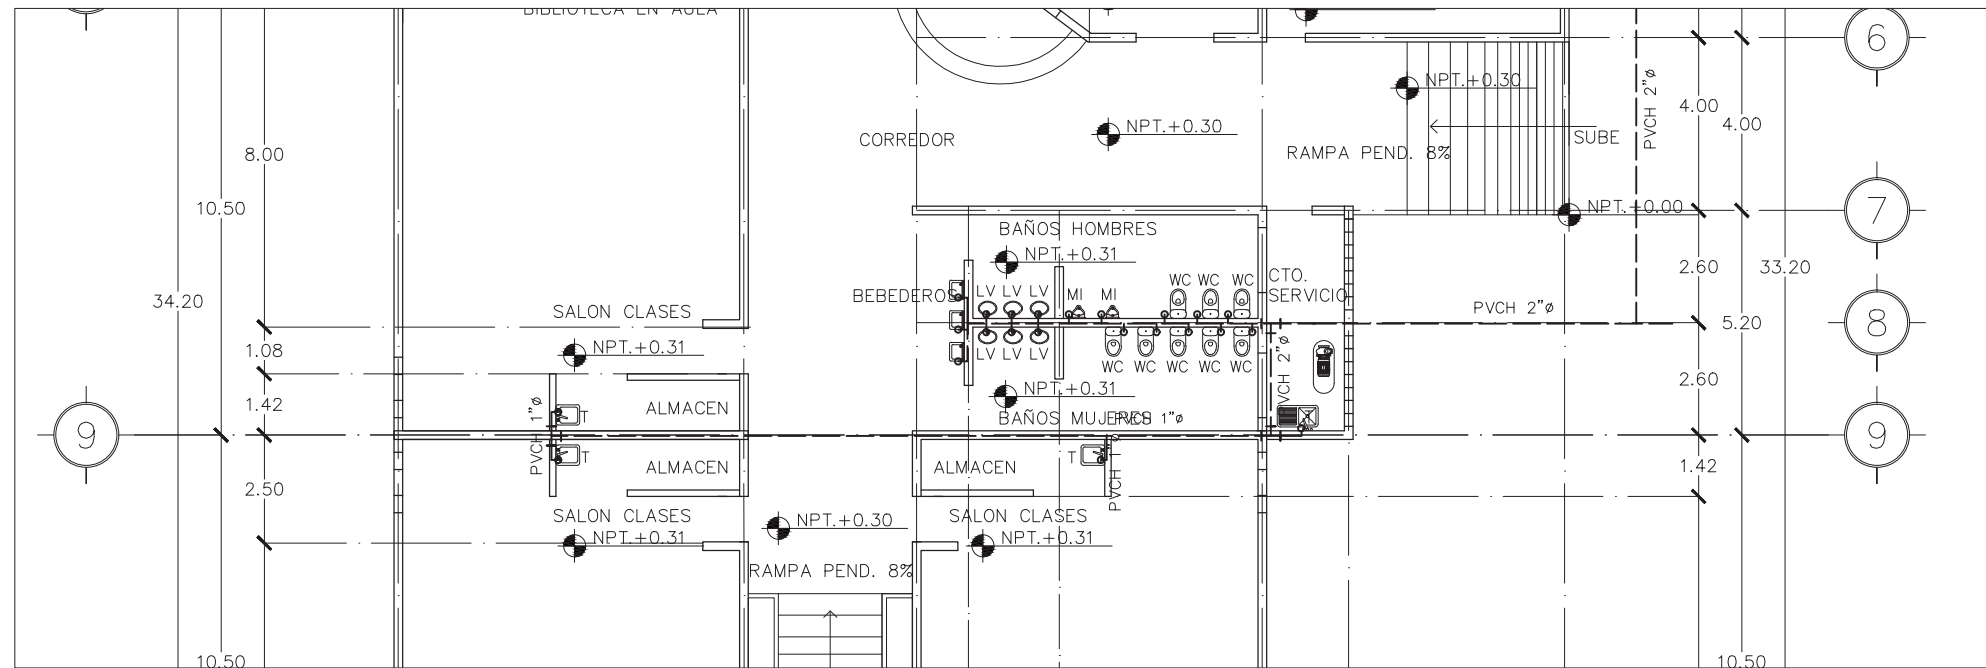 BIBLIOTECA EN AULA
6
NPT.+0.30
PVCH 2"ø
4.00
4.00
NPT.+0.30
CORREDOR
SUBE
RAMPA PEND. 8%
8.00
10.50
7
NPT.+0.00
BAÑOS HOMBRES
NPT.+0.31
2.60
33.20
CTO.
SERVICIO
WC WC WC
BEBEDEROS
LV LV LV
MI MI
34.20
SALON CLASES
PVCH 2"ø
8
5.20
1.08
NPT.+0.31
LV LV LV
WC WC WC WC WC
PVCH 2"ø
2.60
NPT.+0.31
1.42
ALMACEN
BAÑOS MUJERES
PVCH 1"ø
PVCH 1"ø
T
9
9
T
ALMACEN
ALMACEN
T
PVCH 1"ø
1.42
2.50
SALON CLASES
NPT.+0.31
NPT.+0.30
SALON CLASES
NPT.+0.31
RAMPA PEND. 8%
10.50
10.50